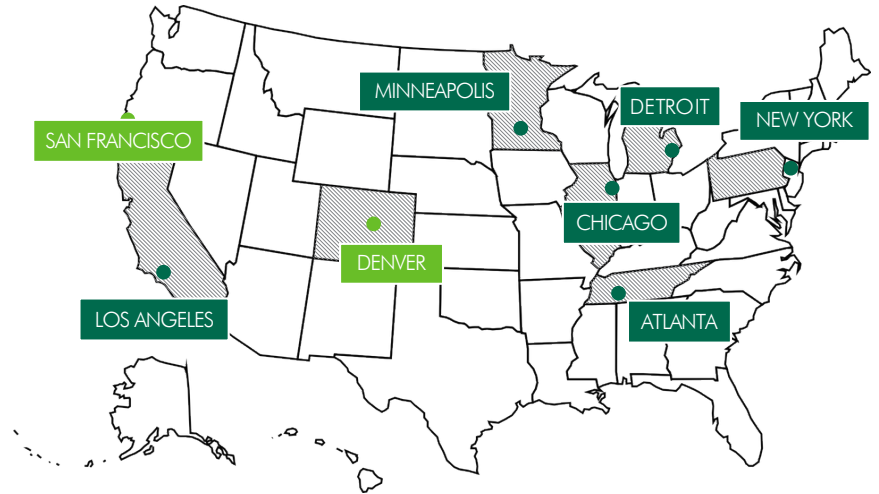 MINNEAPOLIS
DETROIT
NEW YORK
SAN FRANCISCO
CHICAGO
DENVER
LOS ANGELES
ATLANTA